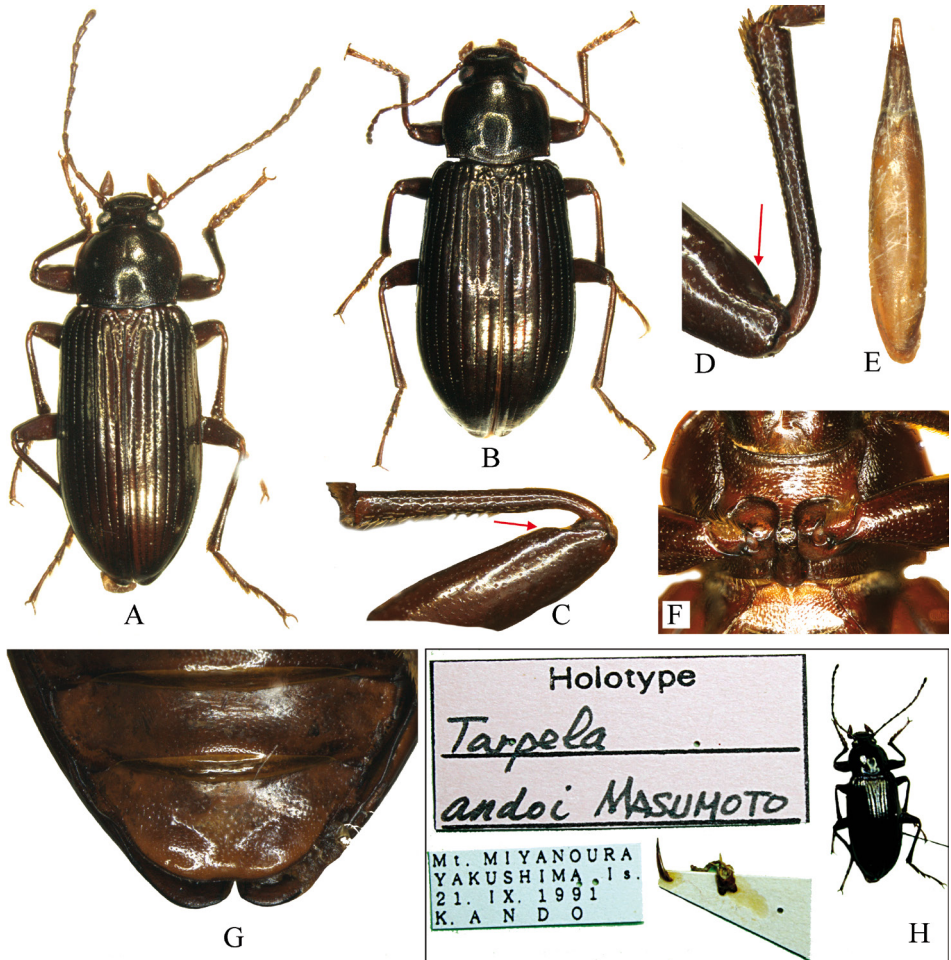 A
B
C
D
E
F
G
Holotype
Tarpela
andoi MASUMOTO
Mt. MIYANOURA
YAKUSHIMA Is.
21. IX. 1991
K. ANDO
H